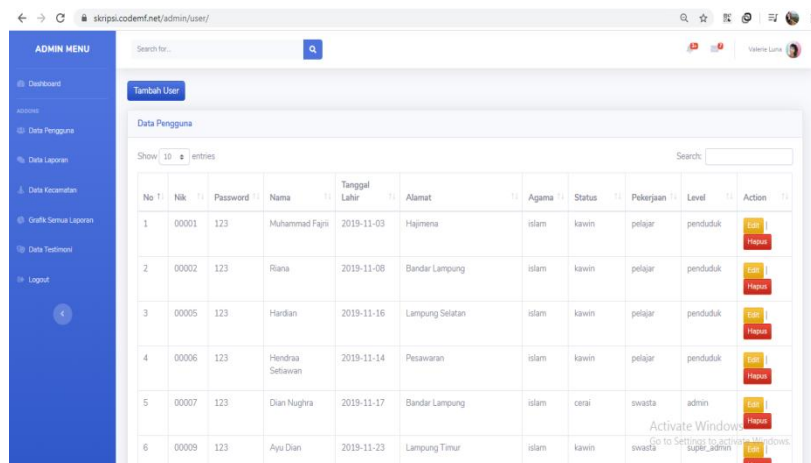 skripsi.codemf.net/admin/user/
ADMIN MENU
Search for...
3+
7
Valerie Luna
Dashboard
Tambah User
ADDONS
Data Pengguna
Data Pengguna
Data Laporan
Show 10 entries
Search:
Data Kecamatan
No Nik Password Nama Tanggal Lahir Alamat Agama Status Pekerjaan Level Action
Grafik Semua Laporan
1 00001 123 Muhammad Fajrii 2019-11-03 Hajimena islam kawin pelajar penduduk Edit | Hapus
Data Testimoni
2 00002 123 Riana 2019-11-08 Bandar Lampung islam kawin pelajar penduduk Edit | Hapus
Logout
3 00005 123 Hardian 2019-11-16 Lampung Selatan islam kawin pelajar penduduk Edit | Hapus
4 00006 123 Hendraa Setiawan 2019-11-14 Pesawaran islam kawin pelajar penduduk Edit | Hapus
5 00007 123 Dian Nughra 2019-11-17 Bandar Lampung islam cerai swasta admin Edit | Hapus
6 00009 123 Ayu Dian 2019-11-23 Lampung Timur islam kawin swasta super_admin Edit |
Activate Windows
Go to Settings to activate Windows.